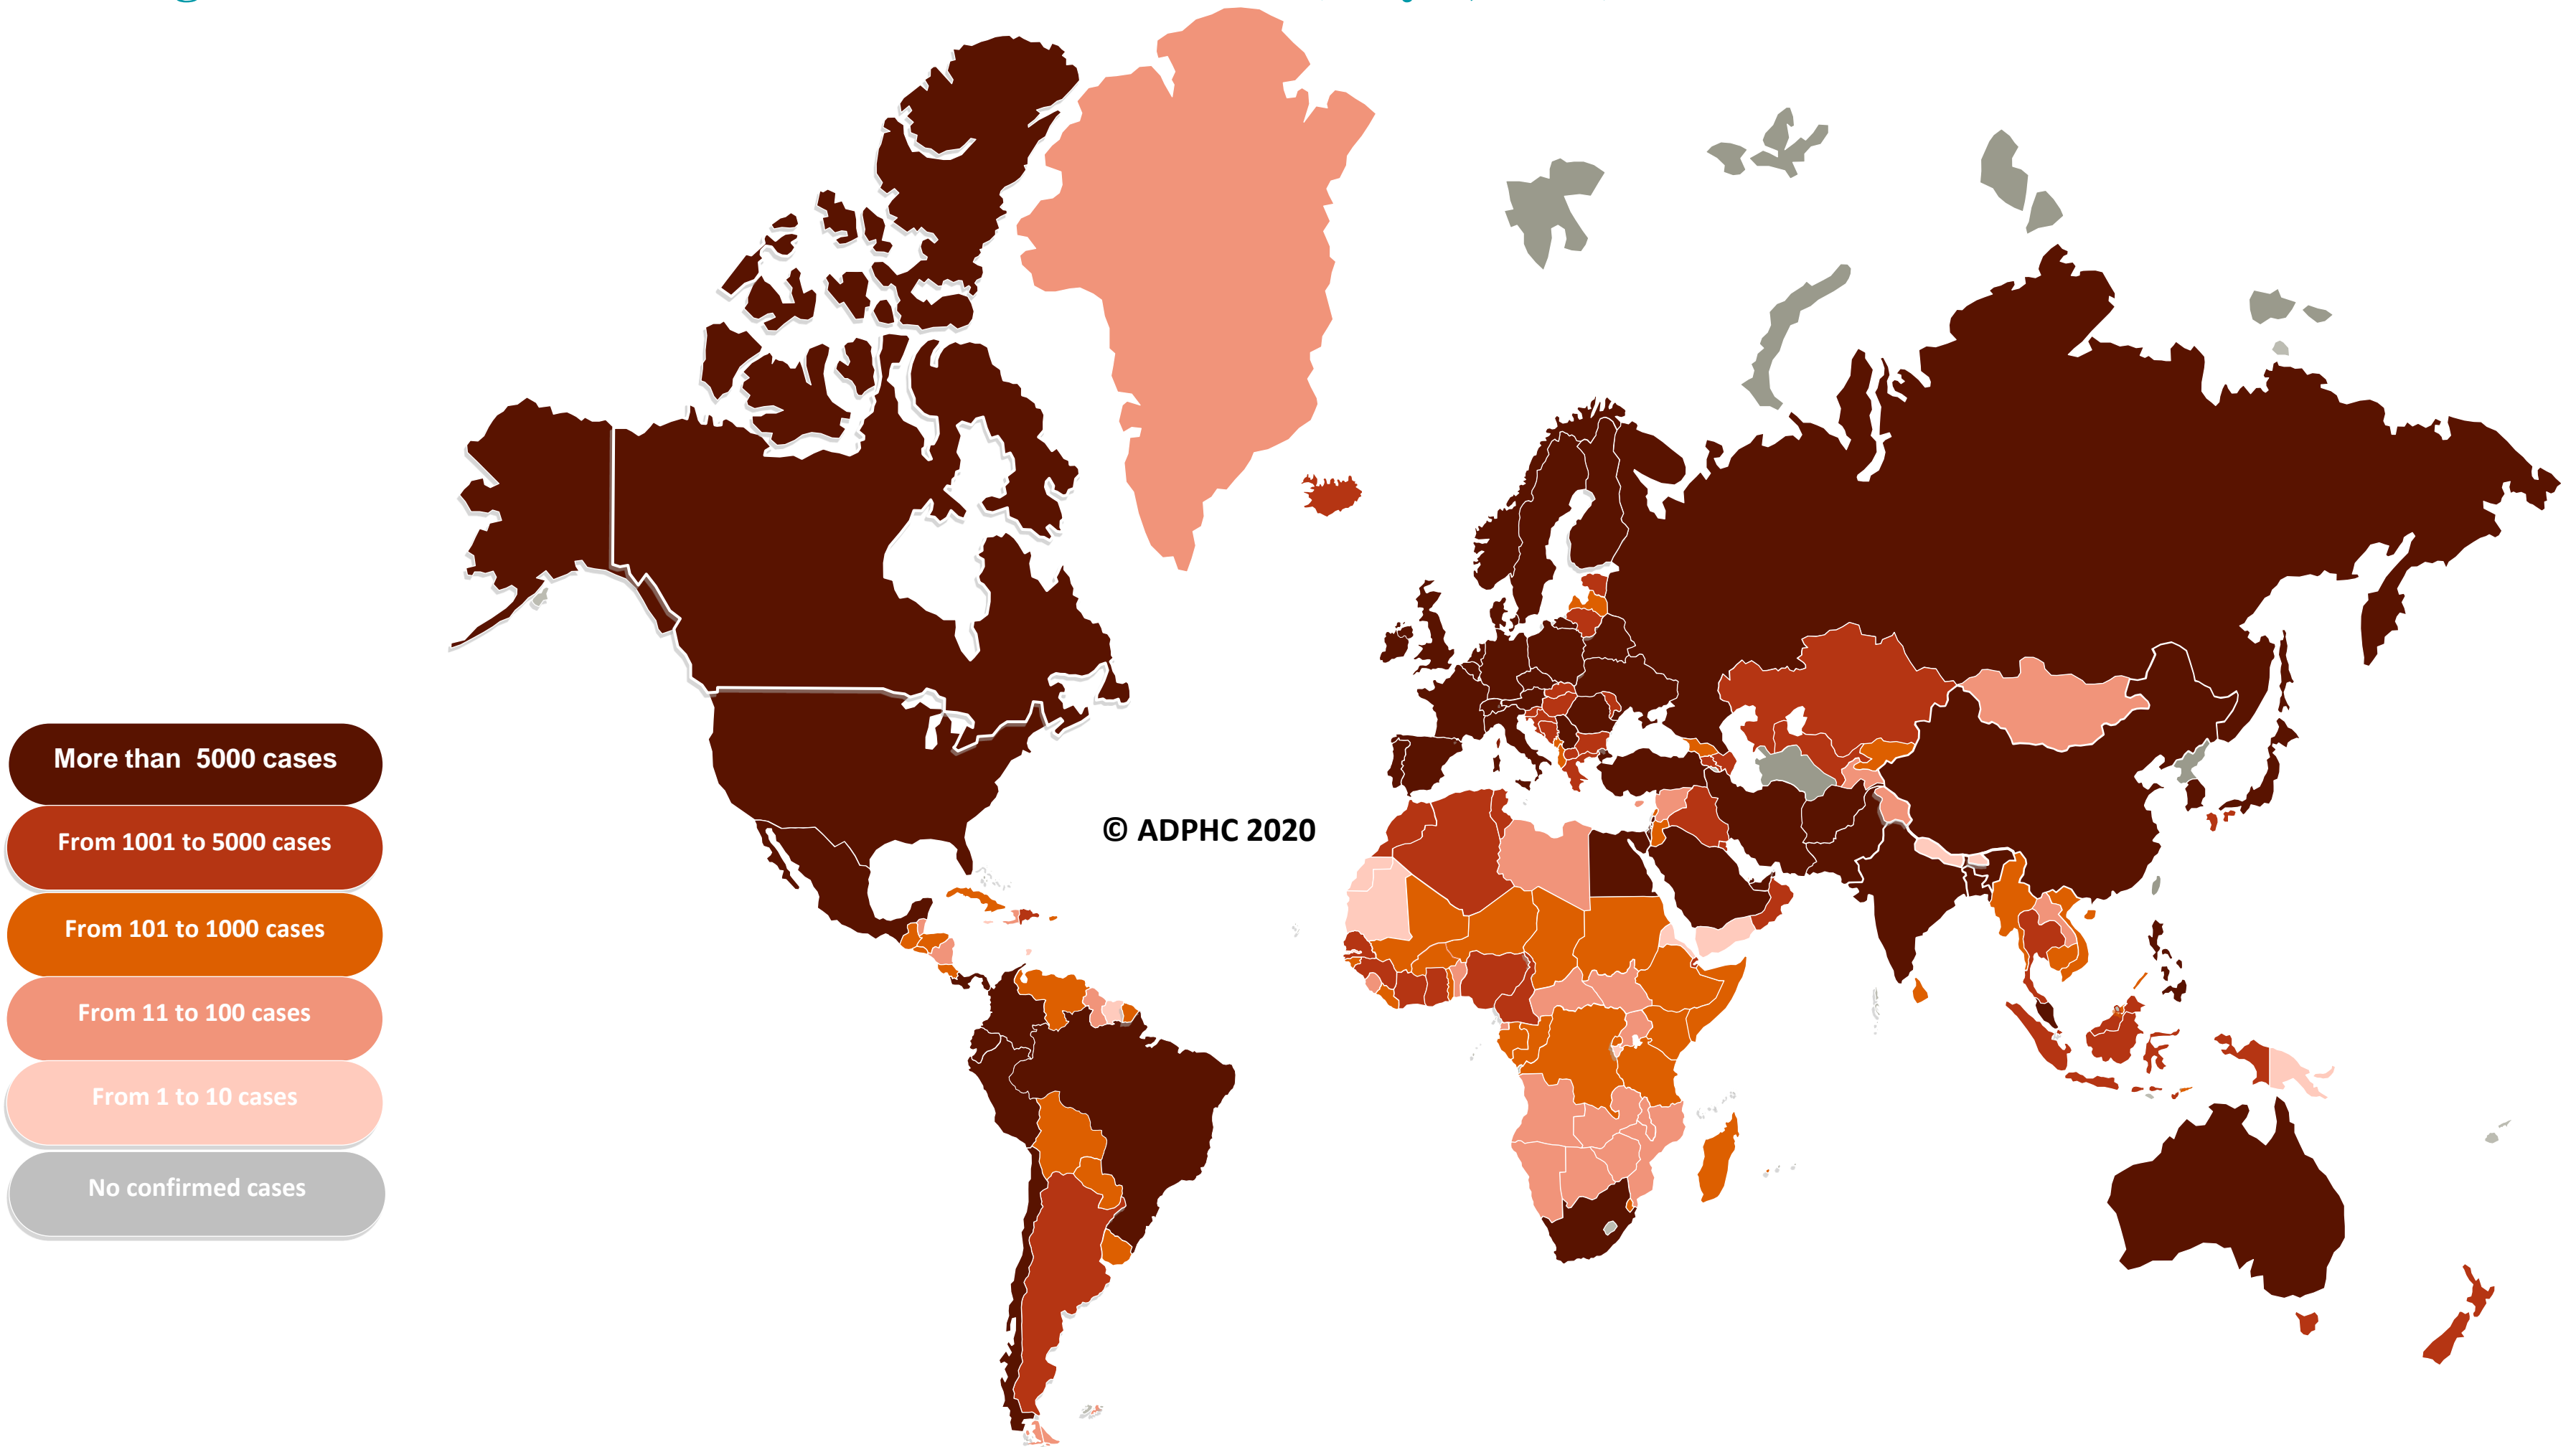 More than  5000 cases
From 1001 to 5000 cases
© ADPHC 2020
From 101 to 1000 cases
From 11 to 100 cases
From 1 to 10 cases
No confirmed cases